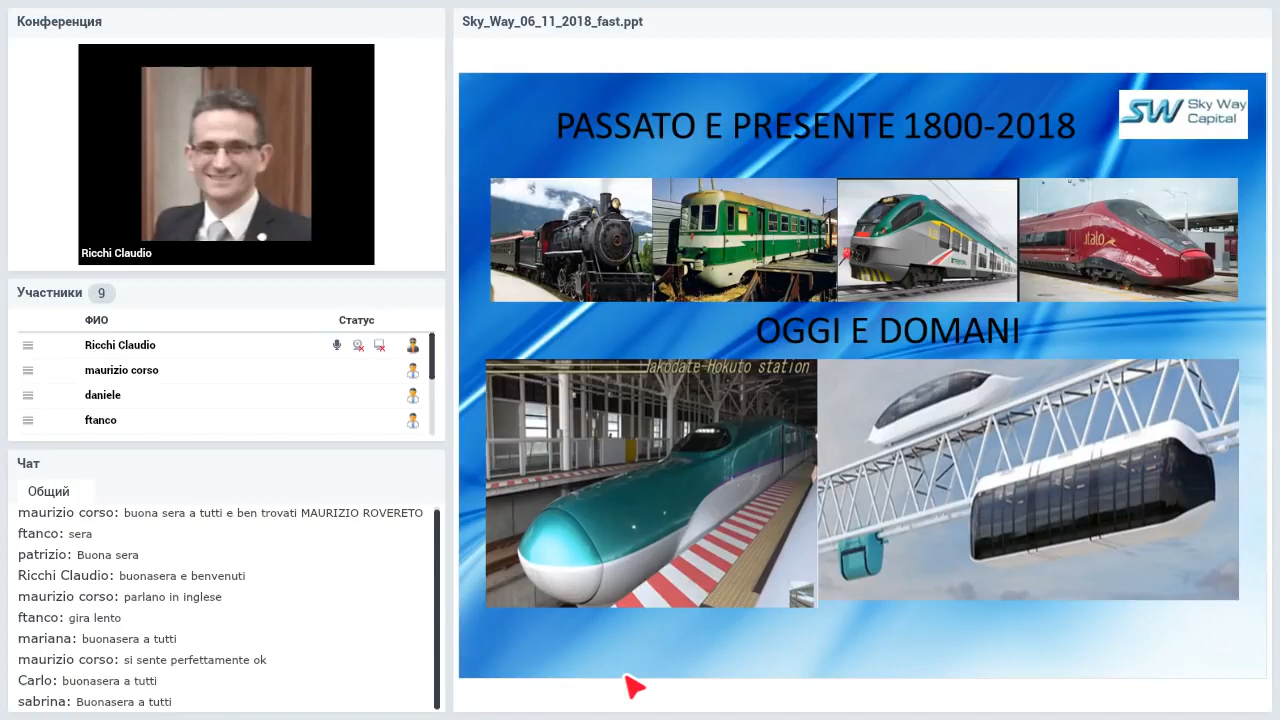 Конференция
Ricchi Claudio
Участники 9
ФИО Статус
Ricchi Claudio
maurizio corso
daniele
ftanco
Чат
Общий
maurizio corso: buona sera a tutti e ben trovati MAURIZIO ROVERETO
ftanco: sera
patrizio: Buona sera
Ricchi Claudio: buonasera e benvenuti
maurizio corso: parlano in inglese
ftanco: gira lento
mariana: buonasera a tutti
maurizio corso: si sente perfettamente ok
Carlo: buonasera a tutti
sabrina: Buonasera a tutti
Sky_Way_06_11_2018_fast.ppt
PASSATO E PRESENTE 1800-2018
SW Sky Way
Capital
italo
OGGI E DOMANI
Hakodate-Hokuto station